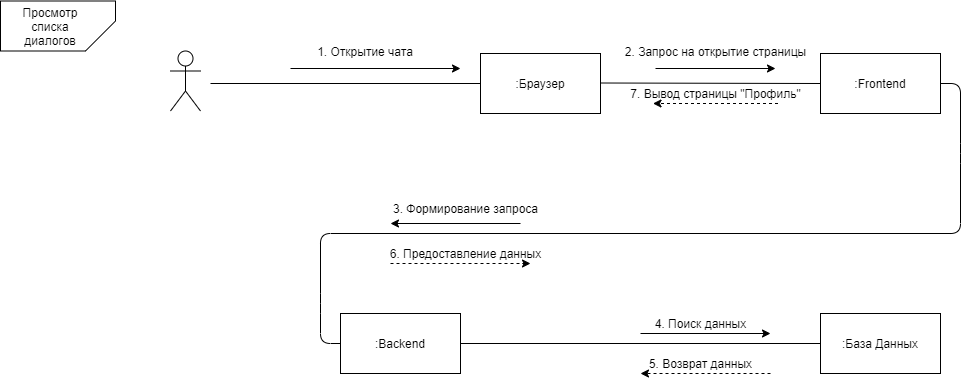 Просмотр
списка
диалогов
1. Открытие чата
2. Запрос на открытие страницы
:Браузер
:Frontend
7. Вывод страницы "Профиль"
3. Формирование запроса
6. Предоставление данных
4. Поиск данных
:Backend
:База Данных
5. Возврат данных